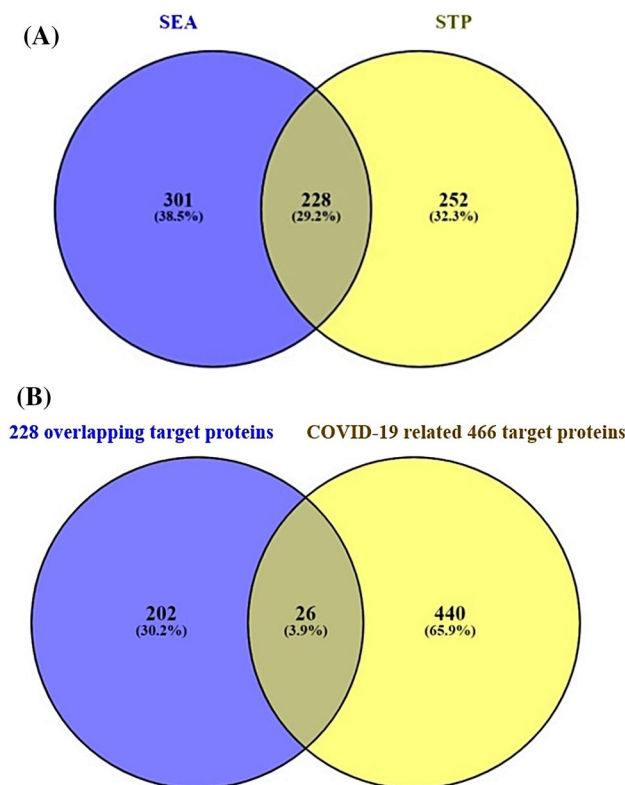 (A)
SEA STP
301 228 252
(38.5%) (29.2%) (32.3%)
(B)
228 overlapping target proteins COVID-19 related 466 target proteins
202 26 440
(30.2%) (3.9%) (65.9%)